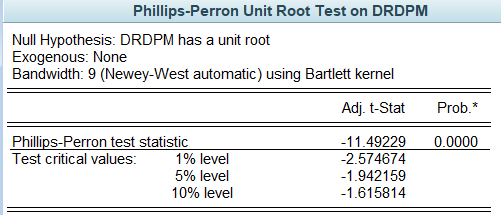 Phillips-Perron Unit Root Test on DRDPM
Null Hypothesis: DRDPM has a unit root
Exogenous: None
Bandwidth: 9 (Newey-West automatic) using Bartlett kernel
Adj. t-Stat Prob.*
Phillips-Perron test statistic -11.49229 0.0000
Test critical values: 1% level -2.574674
5% level -1.942159
10% level -1.615814